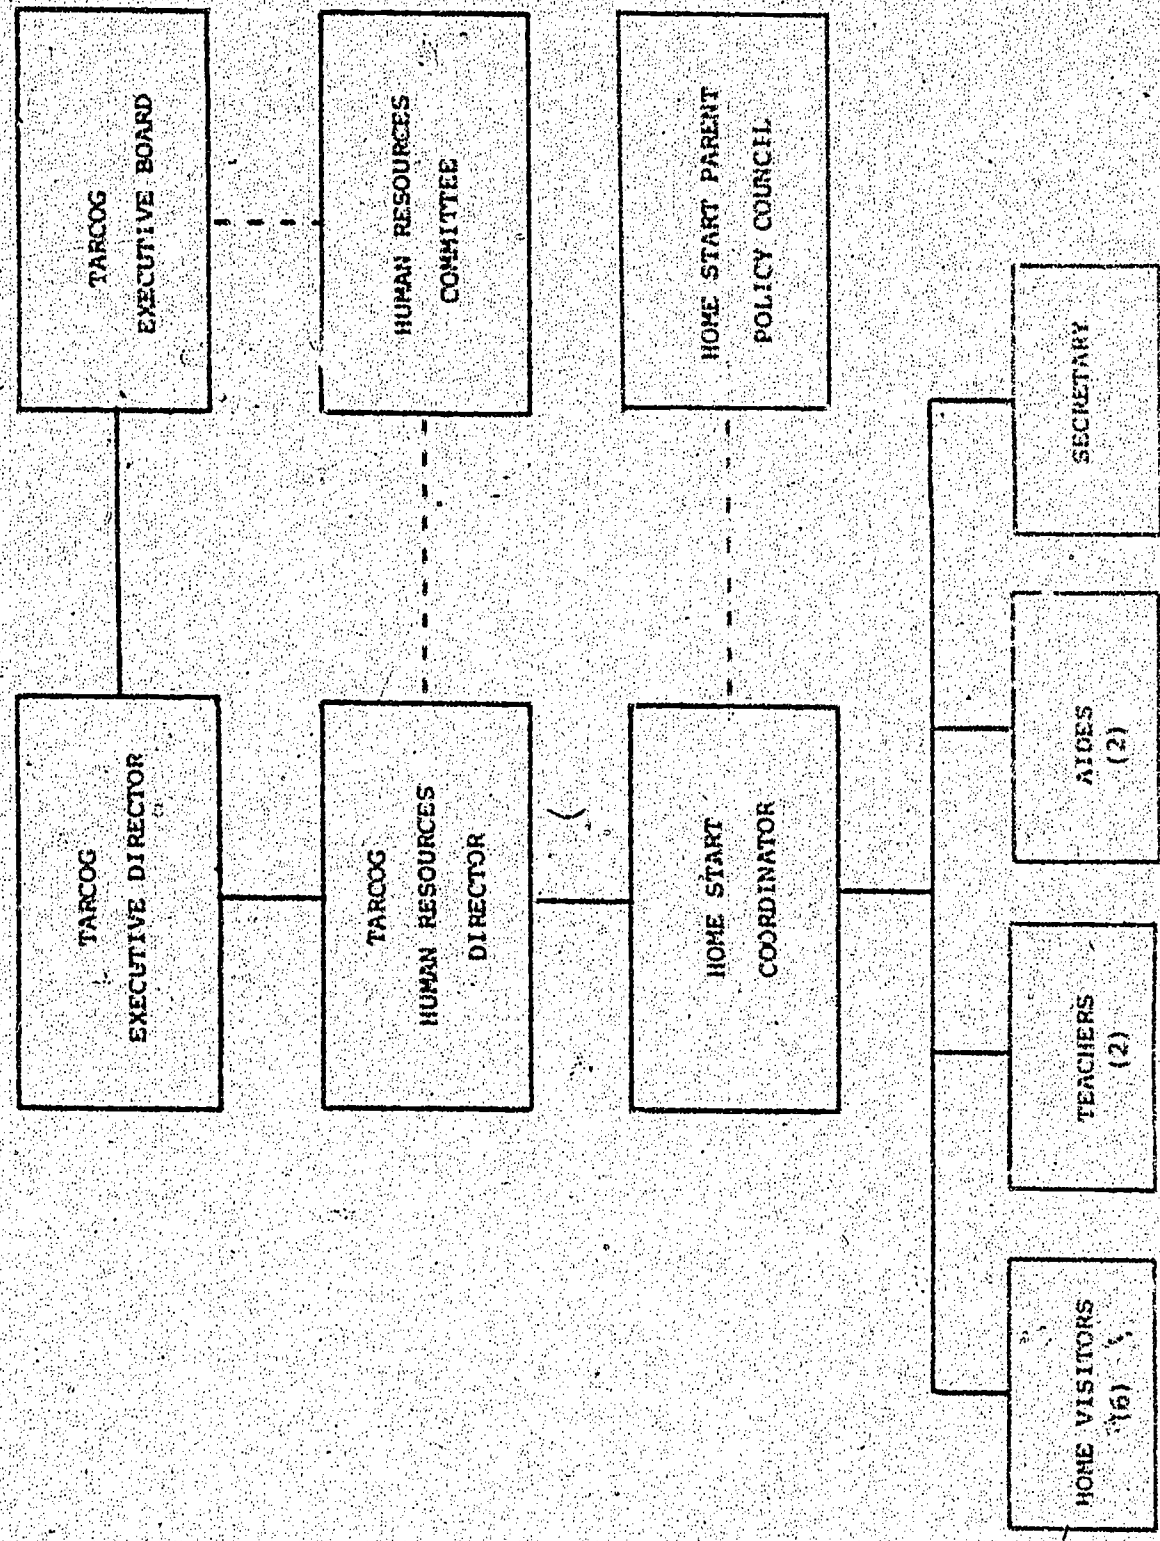 TARCOG
EXECUTIVE DIRECTOR
TARCOG
EXECUTIVE BOARD
TARCOG
HUMAN RESOURCES
DIRECTOR
HUMAN RESOURCES
COMMITTEE
HOME START
COORDINATOR
HOME START PARENT
POLICY COUNCIL
HOME VISITORS
(6)
TEACHERS
(2)
AIDES
(2)
SECRETARY